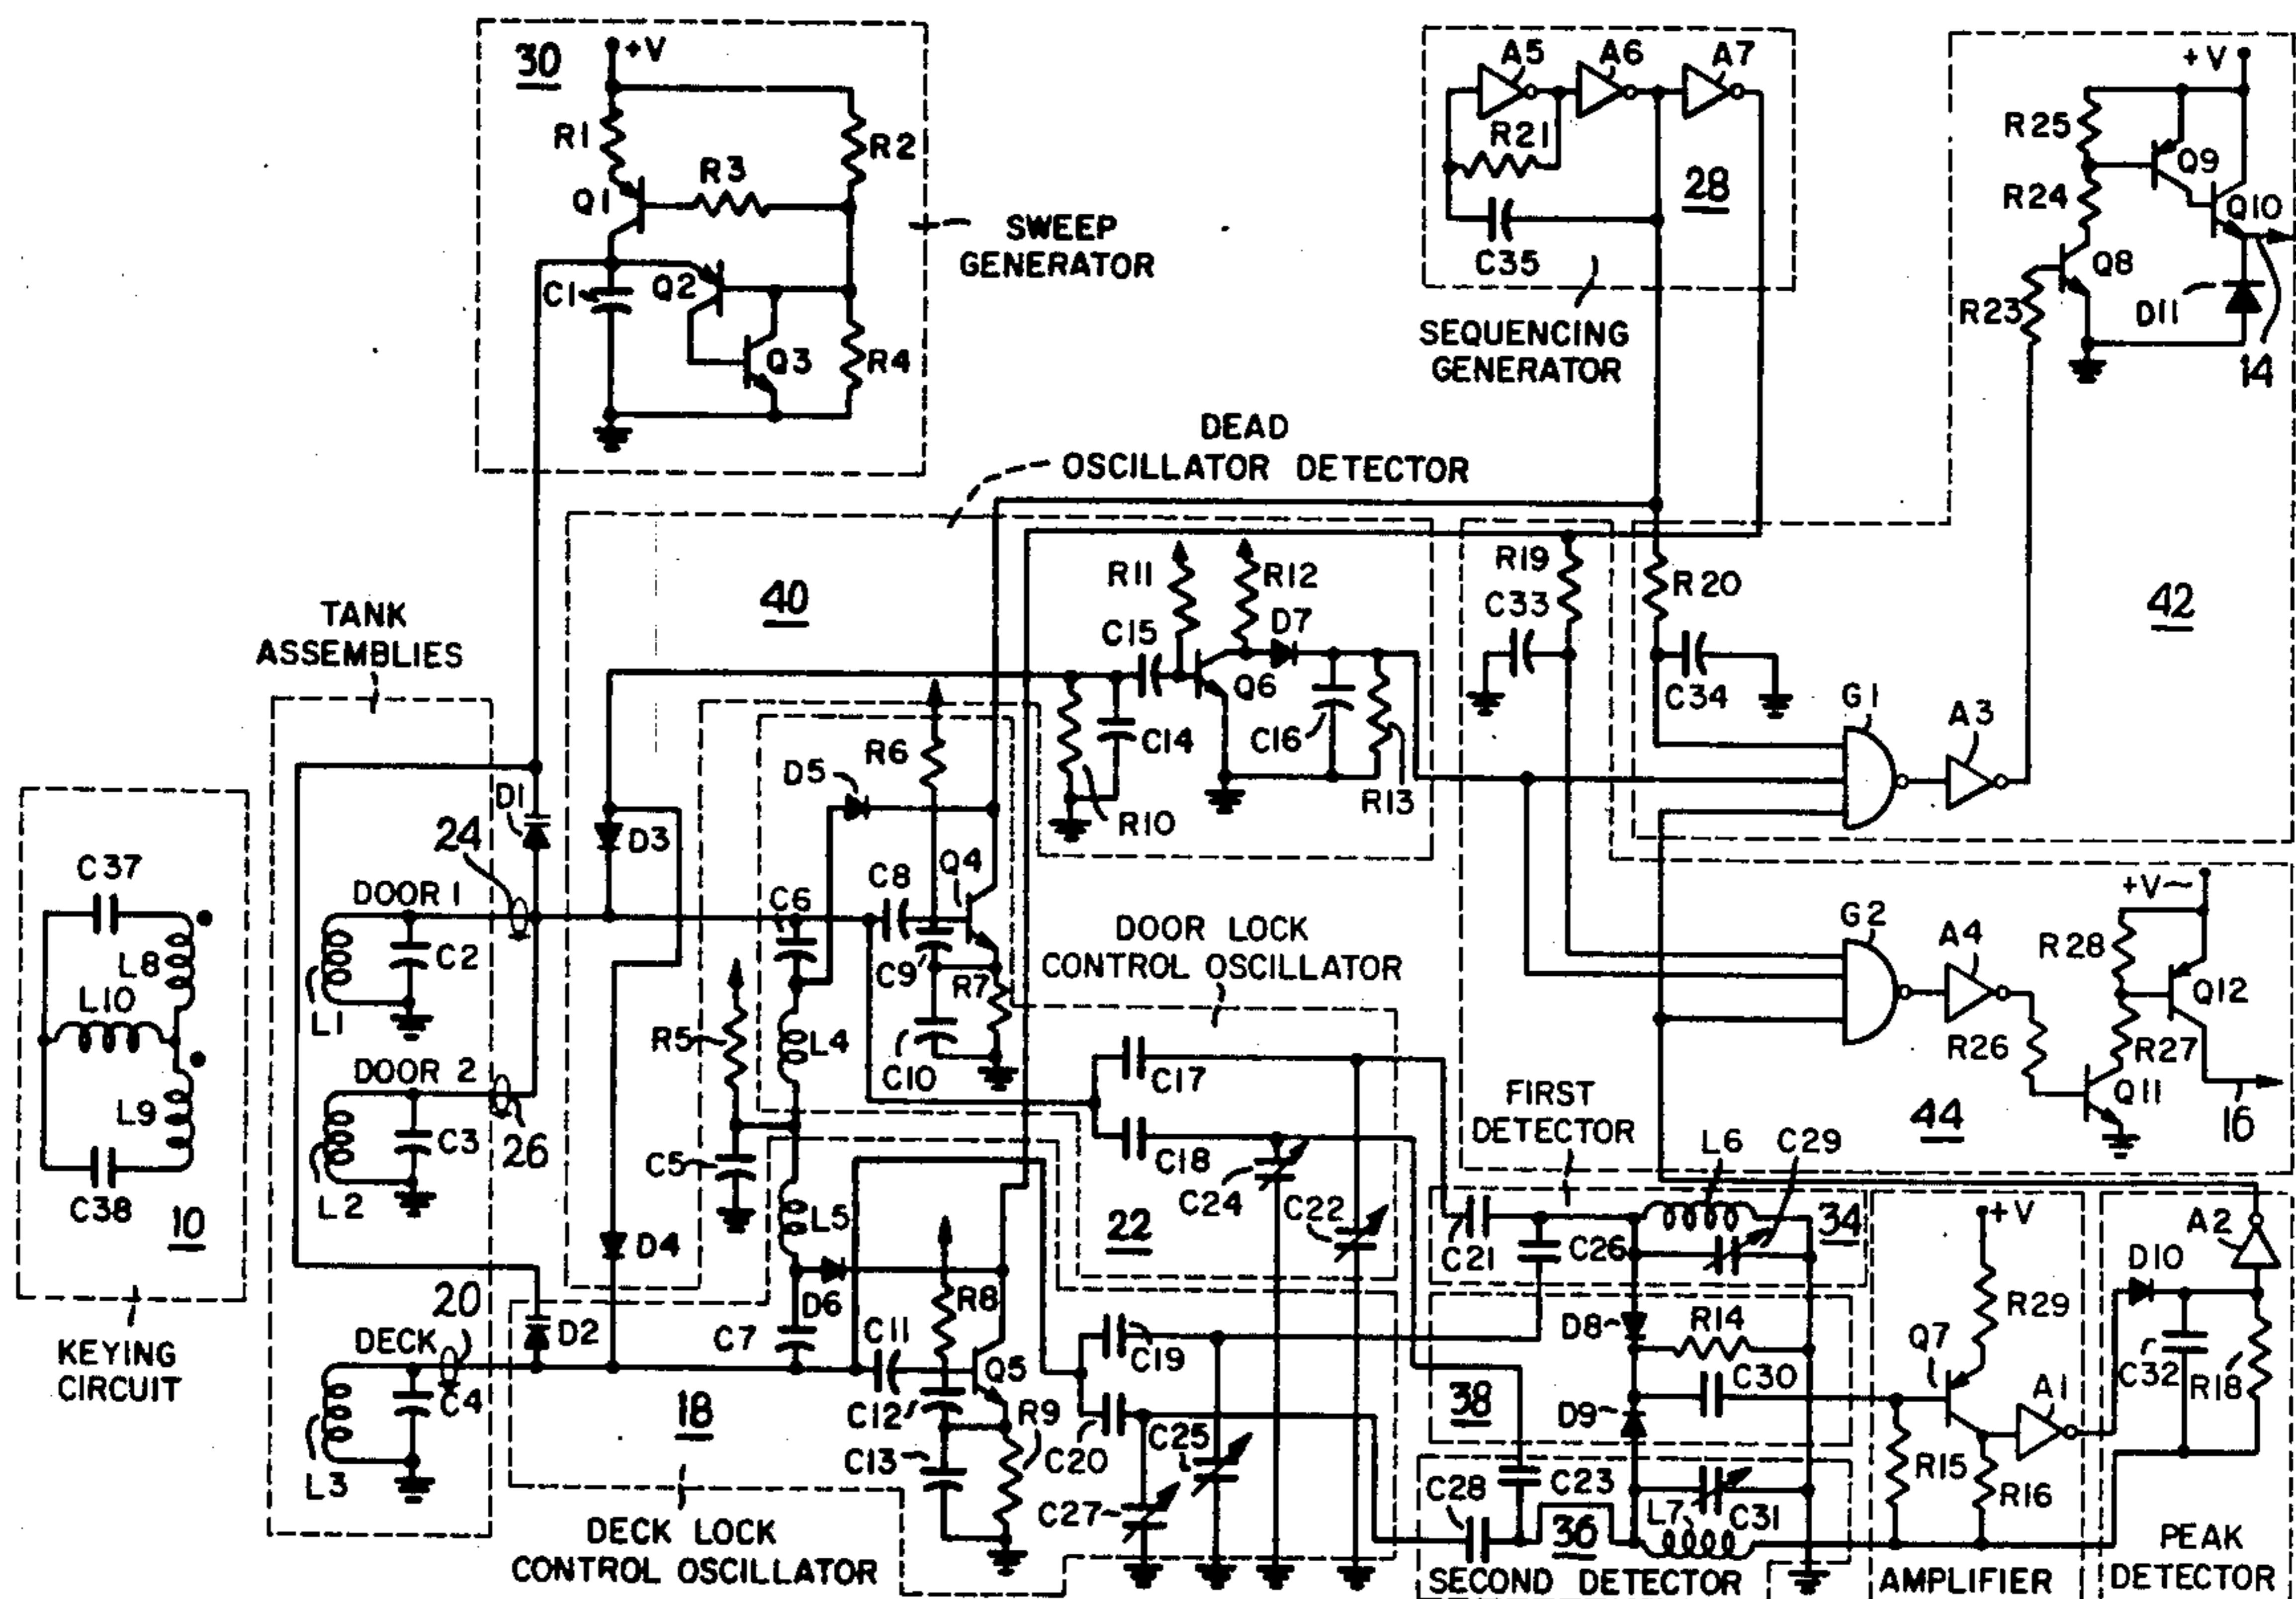 30
+V
R1
R2
R3
Q1
SWEEP
GENERATOR
C1
Q2
Q3
R4
A5
A6
A7
R21
28
C35
SEQUENCING
GENERATOR
+V
R25
Q9
R24
Q10
Q8
R23
D11
14
42
DEAD
OSCILLATOR DETECTOR
40
R11
R12
C15
D7
Q6
C14
C16
R13
R10
R19
C33
R20
C34
G1
A3
TANK
ASSEMBLIES
D1
24
DOOR 1
C2
L1
DOOR 2
C3
L2
26
20
DECK
D2
C4
L3
C37
L8
L10
L9
C38
10
KEYING
CIRCUIT
D3
D4
D5
R6
C6
C8
Q4
C9
R7
R5
L4
C10
C5
L5
D6
C7
C11
R8
Q5
C12
R9
C13
18
DECK LOCK
CONTROL OSCILLATOR
DOOR LOCK
CONTROL OSCILLATOR
C17
C18
C24
C22
22
C19
C20
C25
C27
FIRST
DETECTOR
L6
C29
34
C21
C26
D8
R14
C30
38
D9
C28
C23
L7
C31
36
SECOND DETECTOR
+V
R29
Q7
A1
R15
R16
AMPLIFIER
A2
D10
C32
R18
PEAK
DETECTOR
+V
G2
A4
R28
Q12
R26
R27
Q11
44
16